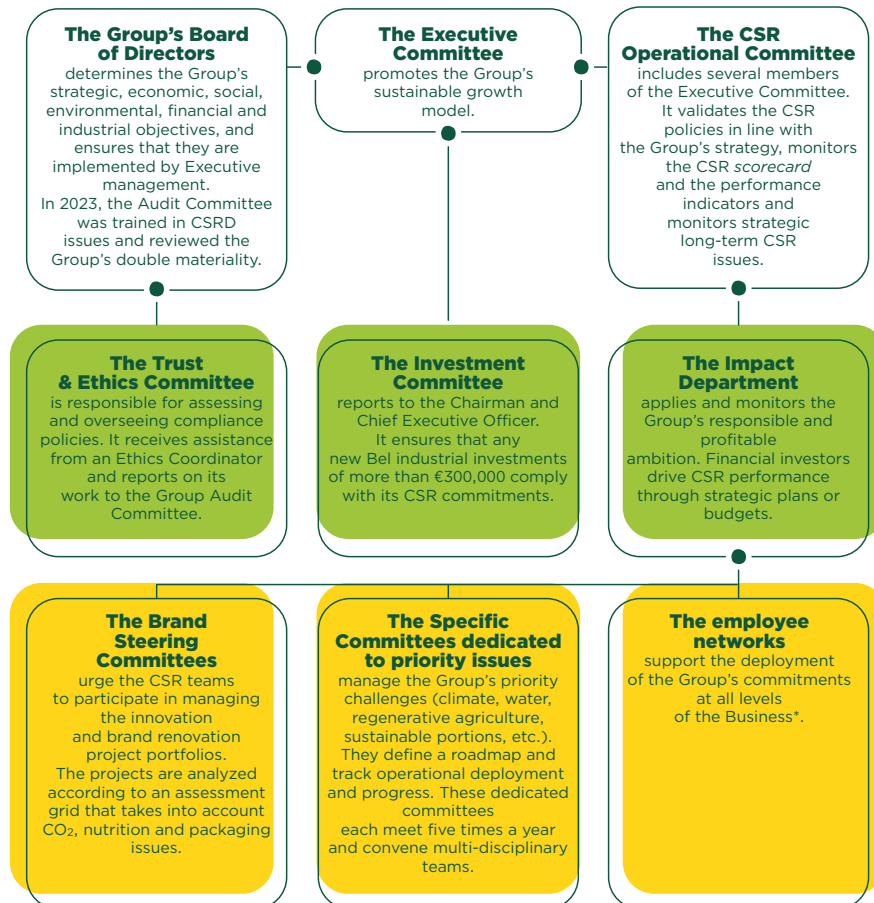 The Group's Board
of Directors
determines the Group's
strategic, economic, social,
environmental, financial and
industrial objectives, and
ensures that they are
implemented by Executive
management.
In 2023, the Audit Committee
was trained in CSRD
issues and reviewed the
Group's double materiality.
The Executive
Committee
promotes the Group's
sustainable growth
model.
The CSR
Operational Committee
includes several members
of the Executive Committee.
It validates the CSR
policies in line with
the Group's strategy, monitors
the CSR scorecard
and the performance
indicators and
monitors strategic
long-term CSR
issues.
The Trust
& Ethics Committee
is responsible for assessing
and overseeing compliance
policies. It receives assistance
from an Ethics Coordinator
and reports on its
work to the Group Audit
Committee.
The Investment
Committee
reports to the Chairman and
Chief Executive Officer.
It ensures that any
new Bel industrial investments
of more than €300,000 comply
with its CSR commitments.
The Impact
Department
applies and monitors the
Group's responsible and
profitable
ambition. Financial investors
drive CSR performance
through strategic plans or
budgets.
The Brand
Steering
Committees
urge the CSR teams
to participate in managing
the innovation
and brand renovation
project portfolios.
The projects are analyzed
according to an assessment
grid that takes into account
CO₂, nutrition and packaging
issues.
The Specific
Committees dedicated
to priority issues
manage the Group's priority
challenges (climate, water,
regenerative agriculture,
sustainable portions, etc.).
They define a roadmap and
track operational deployment
and progress. These dedicated
committees
each meet five times a year
and convene multi-disciplinary
teams.
The employee
networks
support the deployment
of the Group's commitments
at all levels
of the Business*.